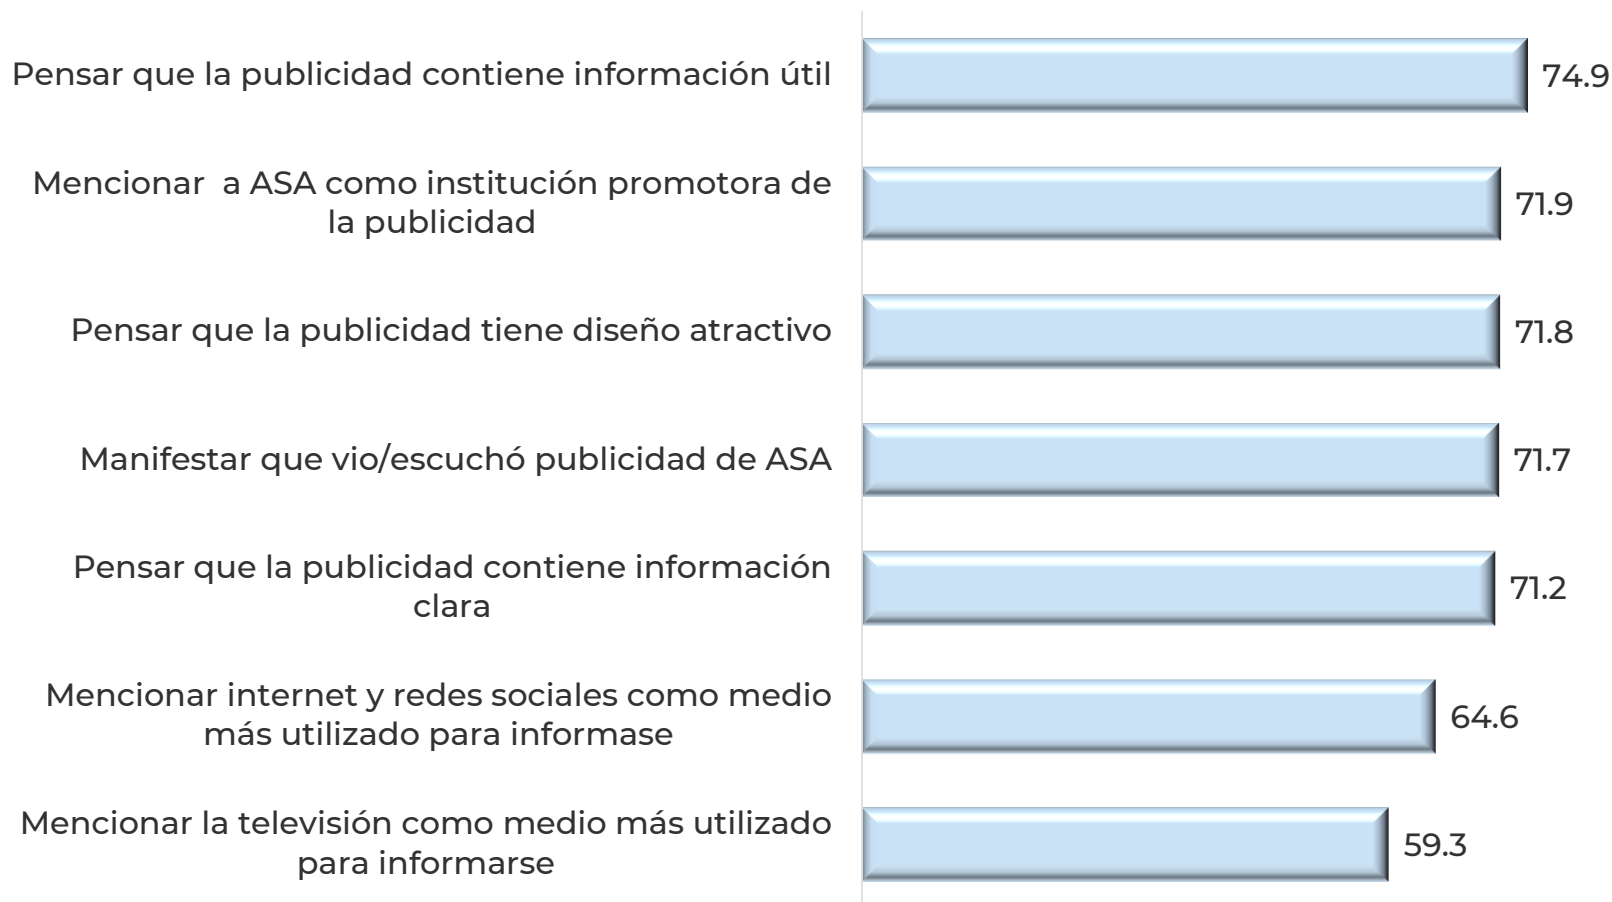 Pensar que la publicidad contiene información útil
74.9
Mencionar  a ASA como institución promotora de
la publicidad
71.9
Pensar que la publicidad tiene diseño atractivo
71.8
Manifestar que vio/escuchó publicidad de ASA
71.7
Pensar que la publicidad contiene información
clara
71.2
Mencionar internet y redes sociales como medio
más utilizado para informase
64.6
Mencionar la televisión como medio más utilizado
para informarse
59.3